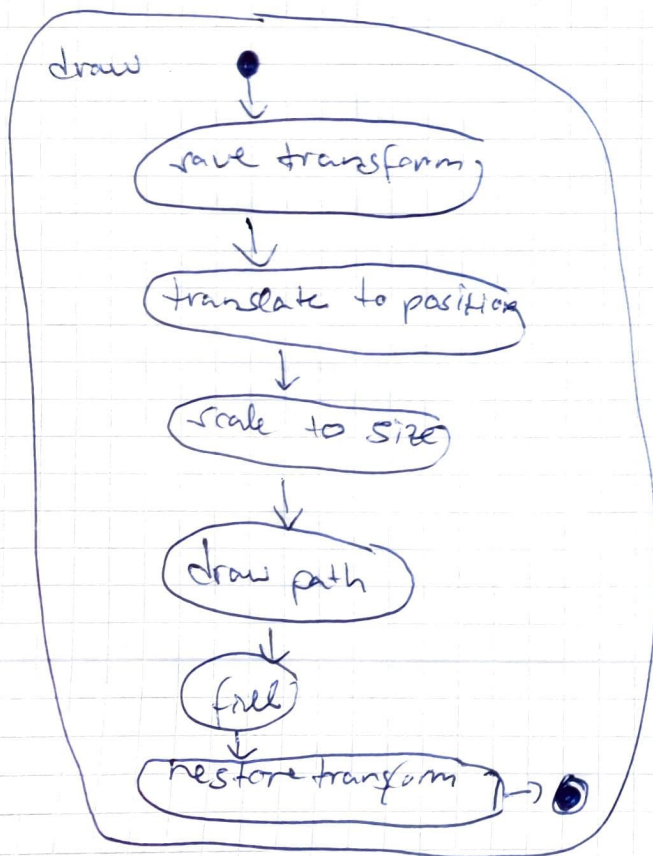 draw
save transform
translate to position
scale to size
draw path
fill
restore transform